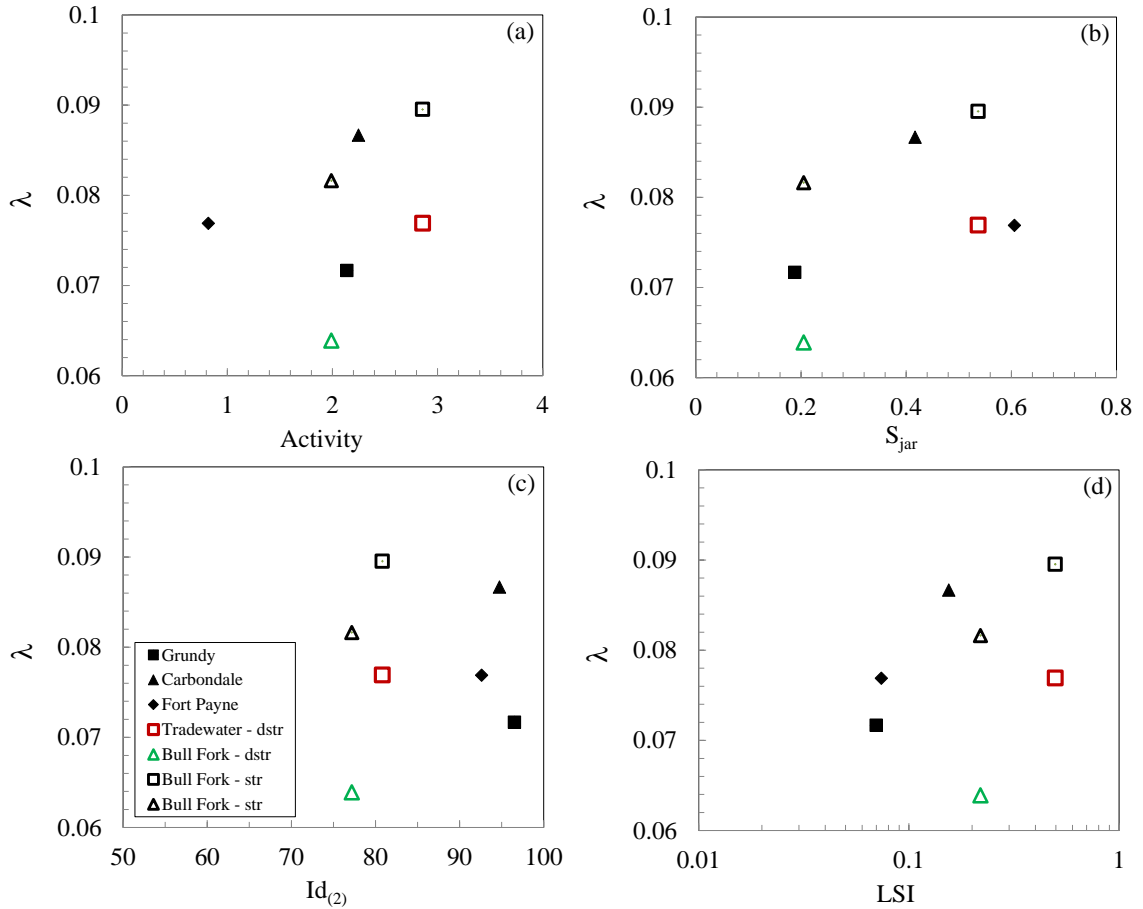 0.1
(a)
0.09
0.08
λ
0.07
0.06
0
1
2
3
4
Activity
0.1
(b)
0.09
0.08
λ
0.07
0.06
0
0.2
0.4
0.6
0.8
S_jar
0.1
(c)
0.09
0.08
λ
0.07
0.06
Grundy
Carbondale
Fort Payne
Tradewater - dstr
Bull Fork - dstr
Bull Fork - str
Bull Fork - str
50
60
70
80
90
100
Id_(2)
0.1
(d)
0.09
0.08
λ
0.07
0.06
0.01
0.1
1
LSI